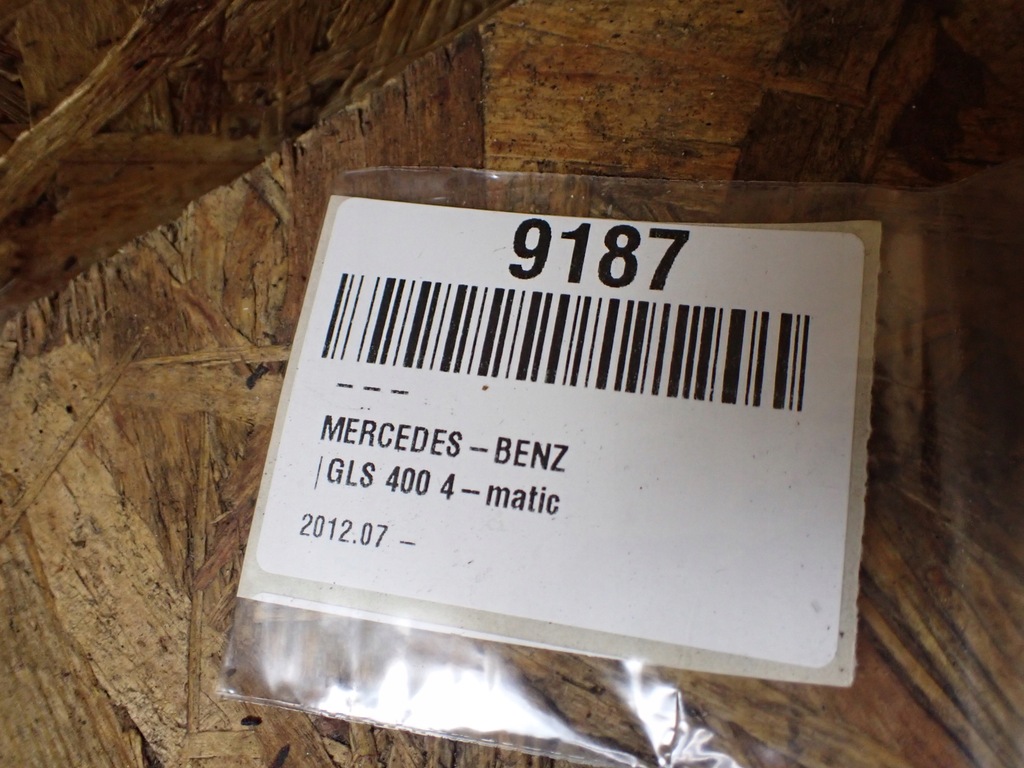 9187
---
MERCEDES-BENZ
|GLS 400 4-matic
2012.07 -